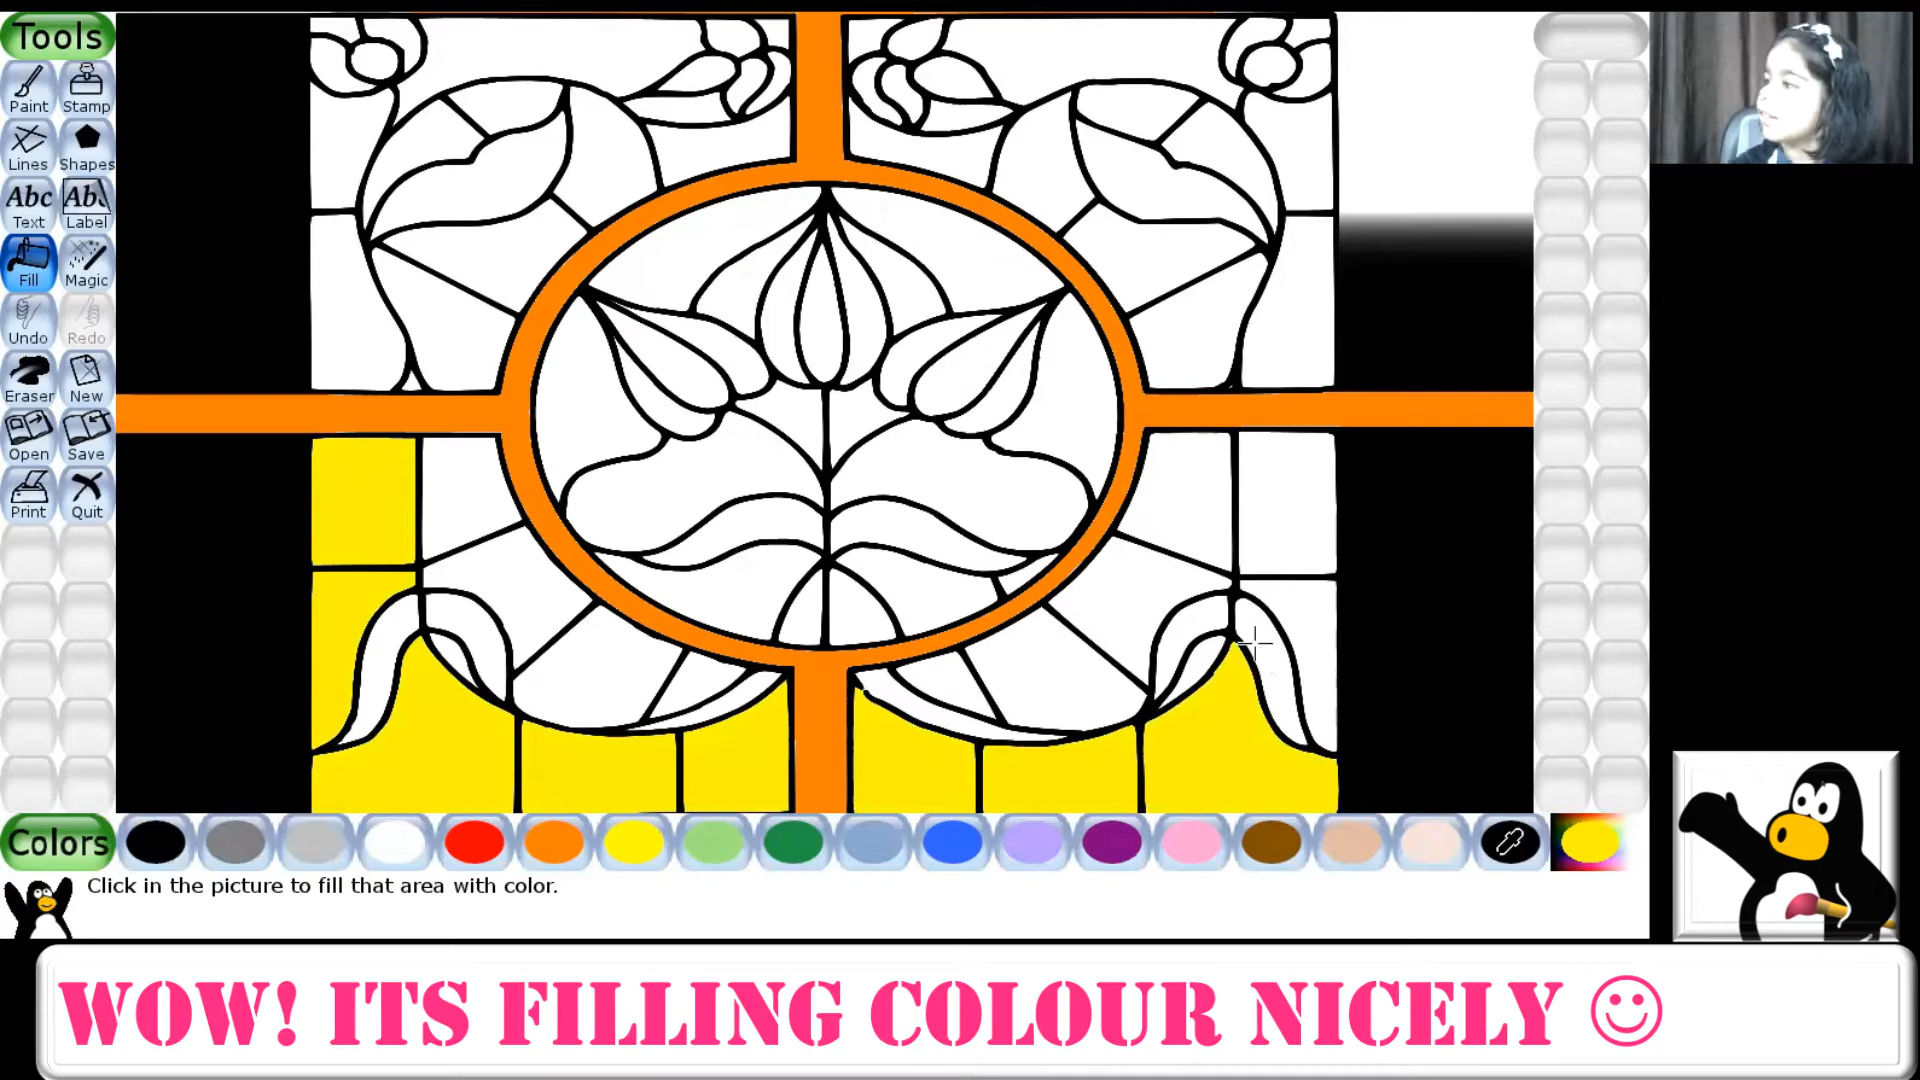 Tools
Paint Stamp
Lines Shapes
Abc Abc
Text Label
Fill Magic
Undo Redo
Eraser New
Open Save
Print Quit
Colors
Click in the picture to fill that area with color.
WOW! ITS FILLING COLOUR NICELY ☺